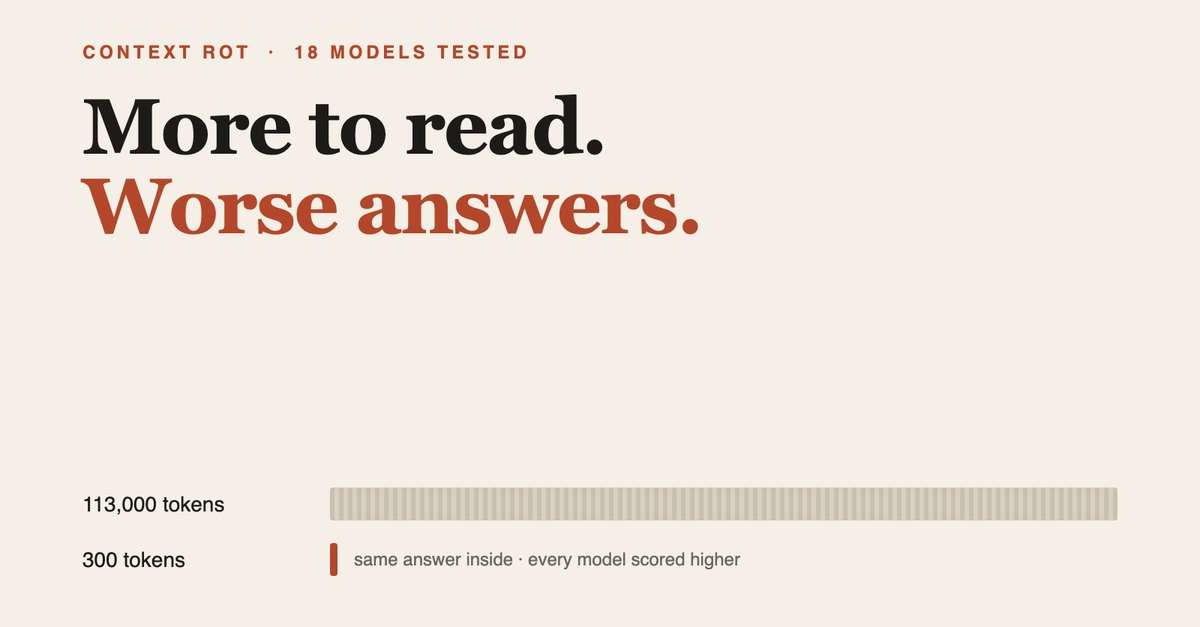 CONTEXT ROT · 18 MODELS TESTED
More to read.
Worse answers.
113,000 tokens
300 tokens
same answer inside · every model scored higher